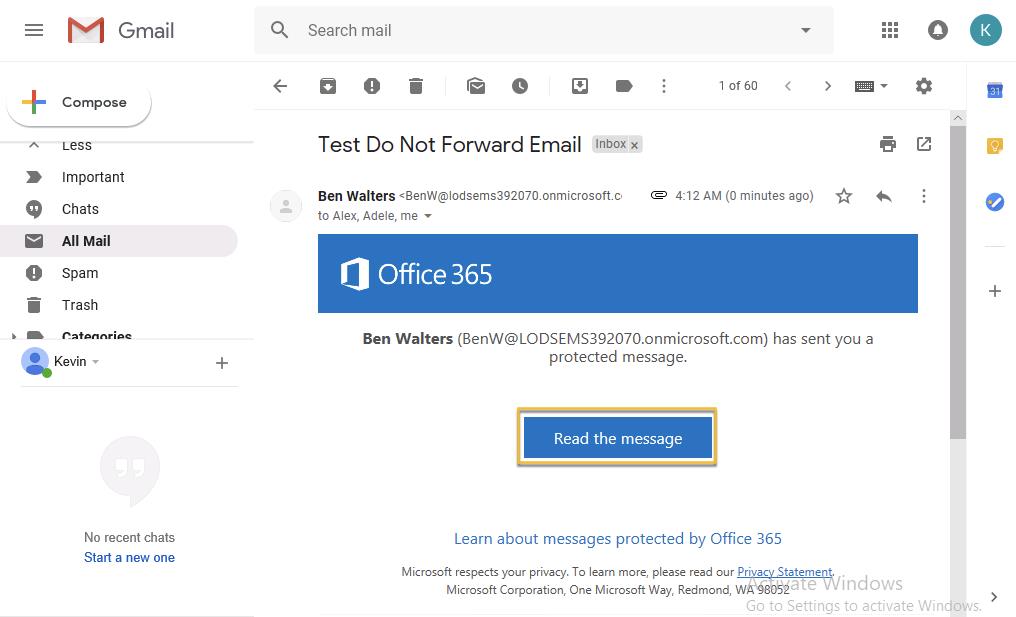 Gmail
Search mail
K
Compose
1 of 60
31
Less
Important
Chats
All Mail
Spam
Trash
Categories
Kevin
No recent chats
Start a new one
Test Do Not Forward Email
Inbox x
Ben Walters <BenW@lodsems392070.onmicrosoft.c
4:12 AM (0 minutes ago)
to Alex, Adele, me
Office 365
Ben Walters (BenW@LODSEMS392070.onmicrosoft.com) has sent you a
protected message.
Read the message
Learn about messages protected by Office 365
Microsoft respects your privacy. To learn more, please read our Privacy Statement.
Microsoft Corporation, One Microsoft Way, Redmond, WA 98052
Activate Windows
Go to Settings to activate Windows.